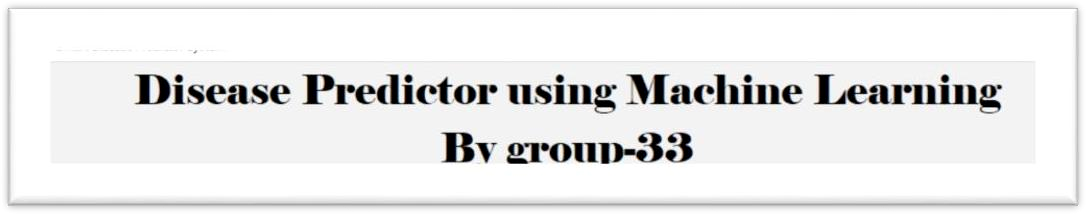 Disease Predictor using Machine Learning
By group-33